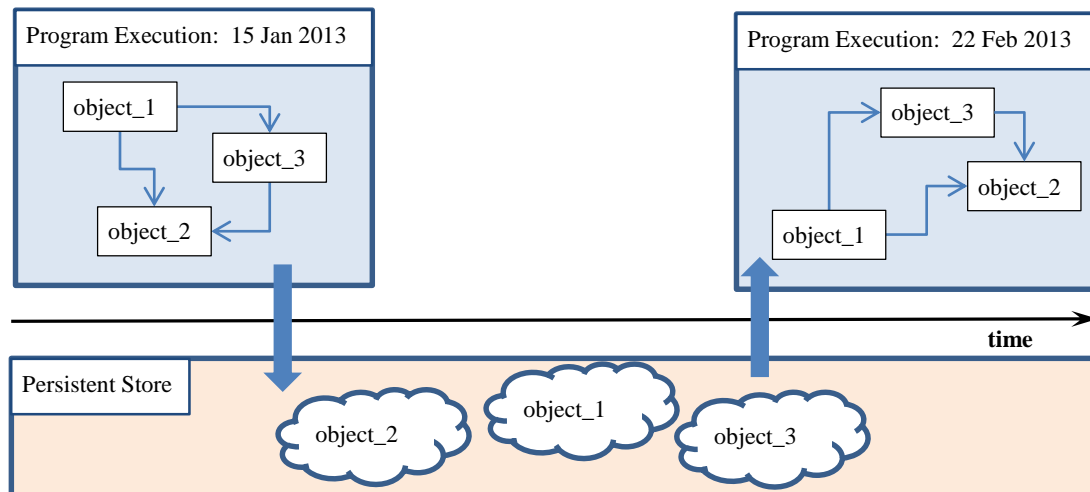 Program Execution:  15 Jan 2013
object_1
object_3
object_2
Program Execution:  22 Feb 2013
object_3
object_2
object_1
time
Persistent Store
object_2
object_1
object_3